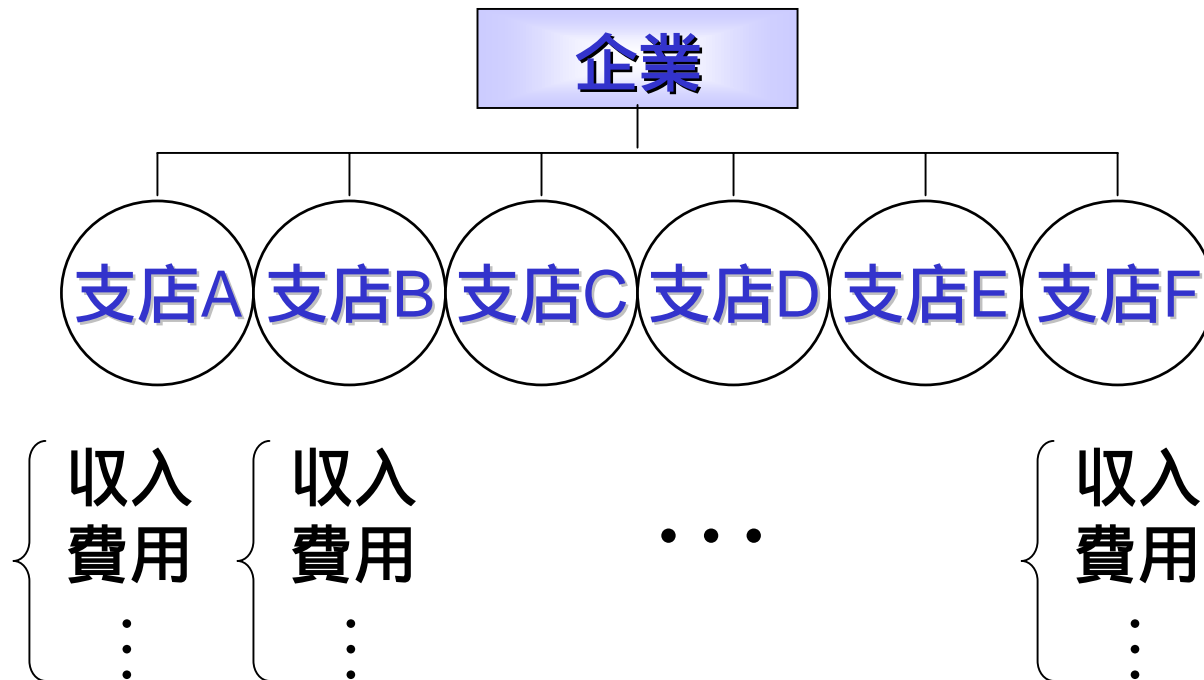 企業
支店A 支店B 支店C 支店D 支店E 支店F
収入 収入 収入
費用 費用 ・・・ 費用
⋮ ⋮ ⋮